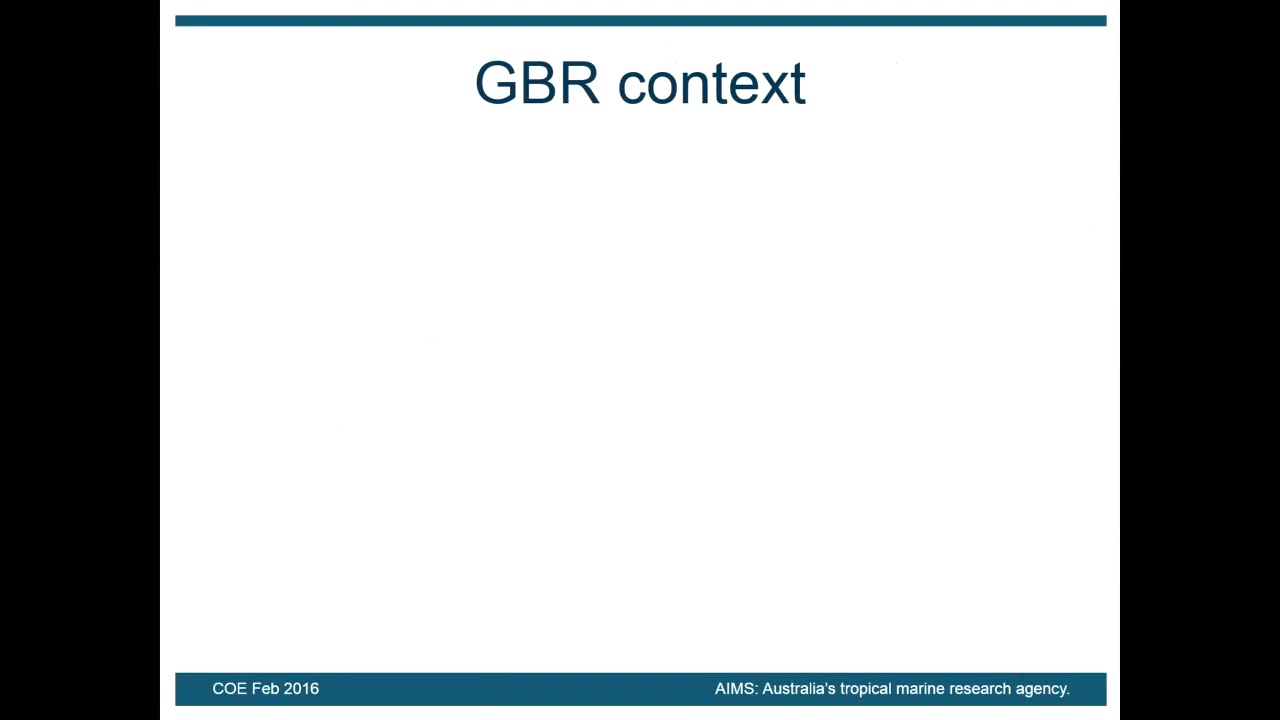 GBR context
COE Feb 2016
AIMS: Australia's tropical marine research agency.